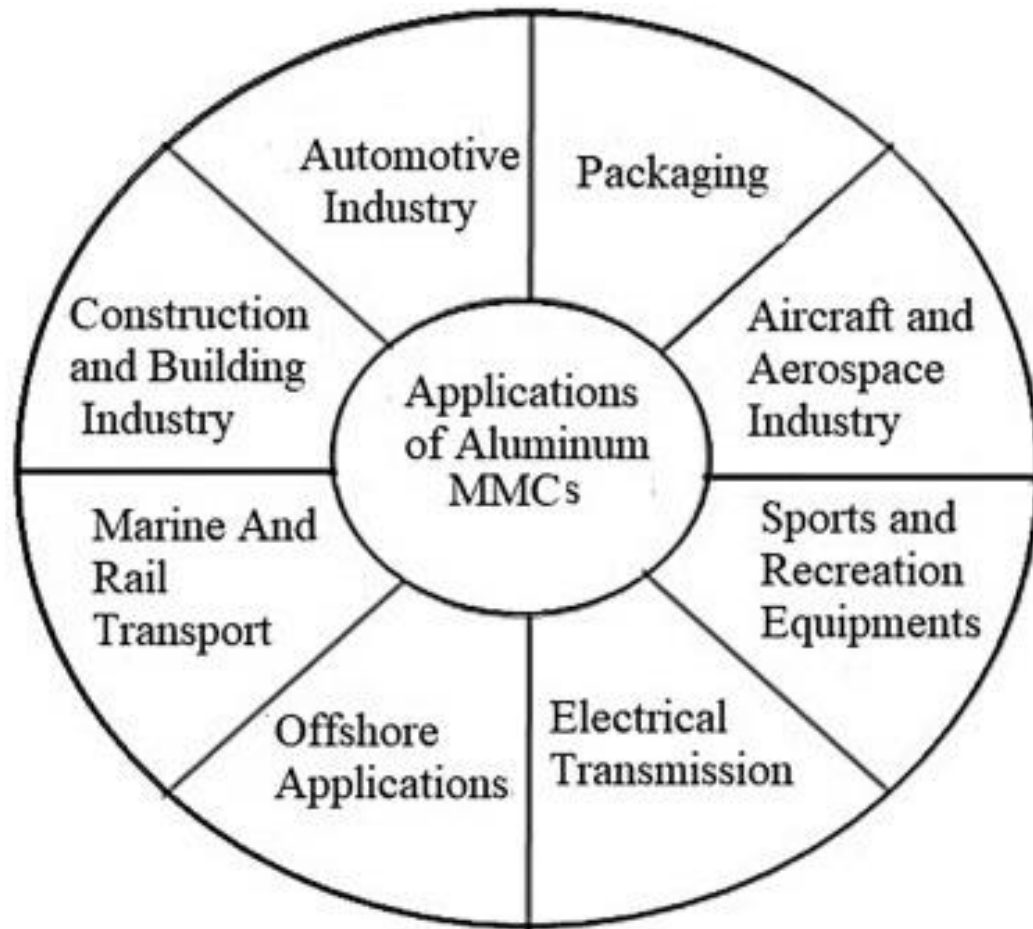 Automotive
Industry
Packaging
Construction
and Building
Industry
Applications
of Aluminum
MMCs
Aircraft and
Aerospace
Industry
Marine And
Rail
Transport
Sports and
Recreation
Equipments
Offshore
Applications
Electrical
Transmission